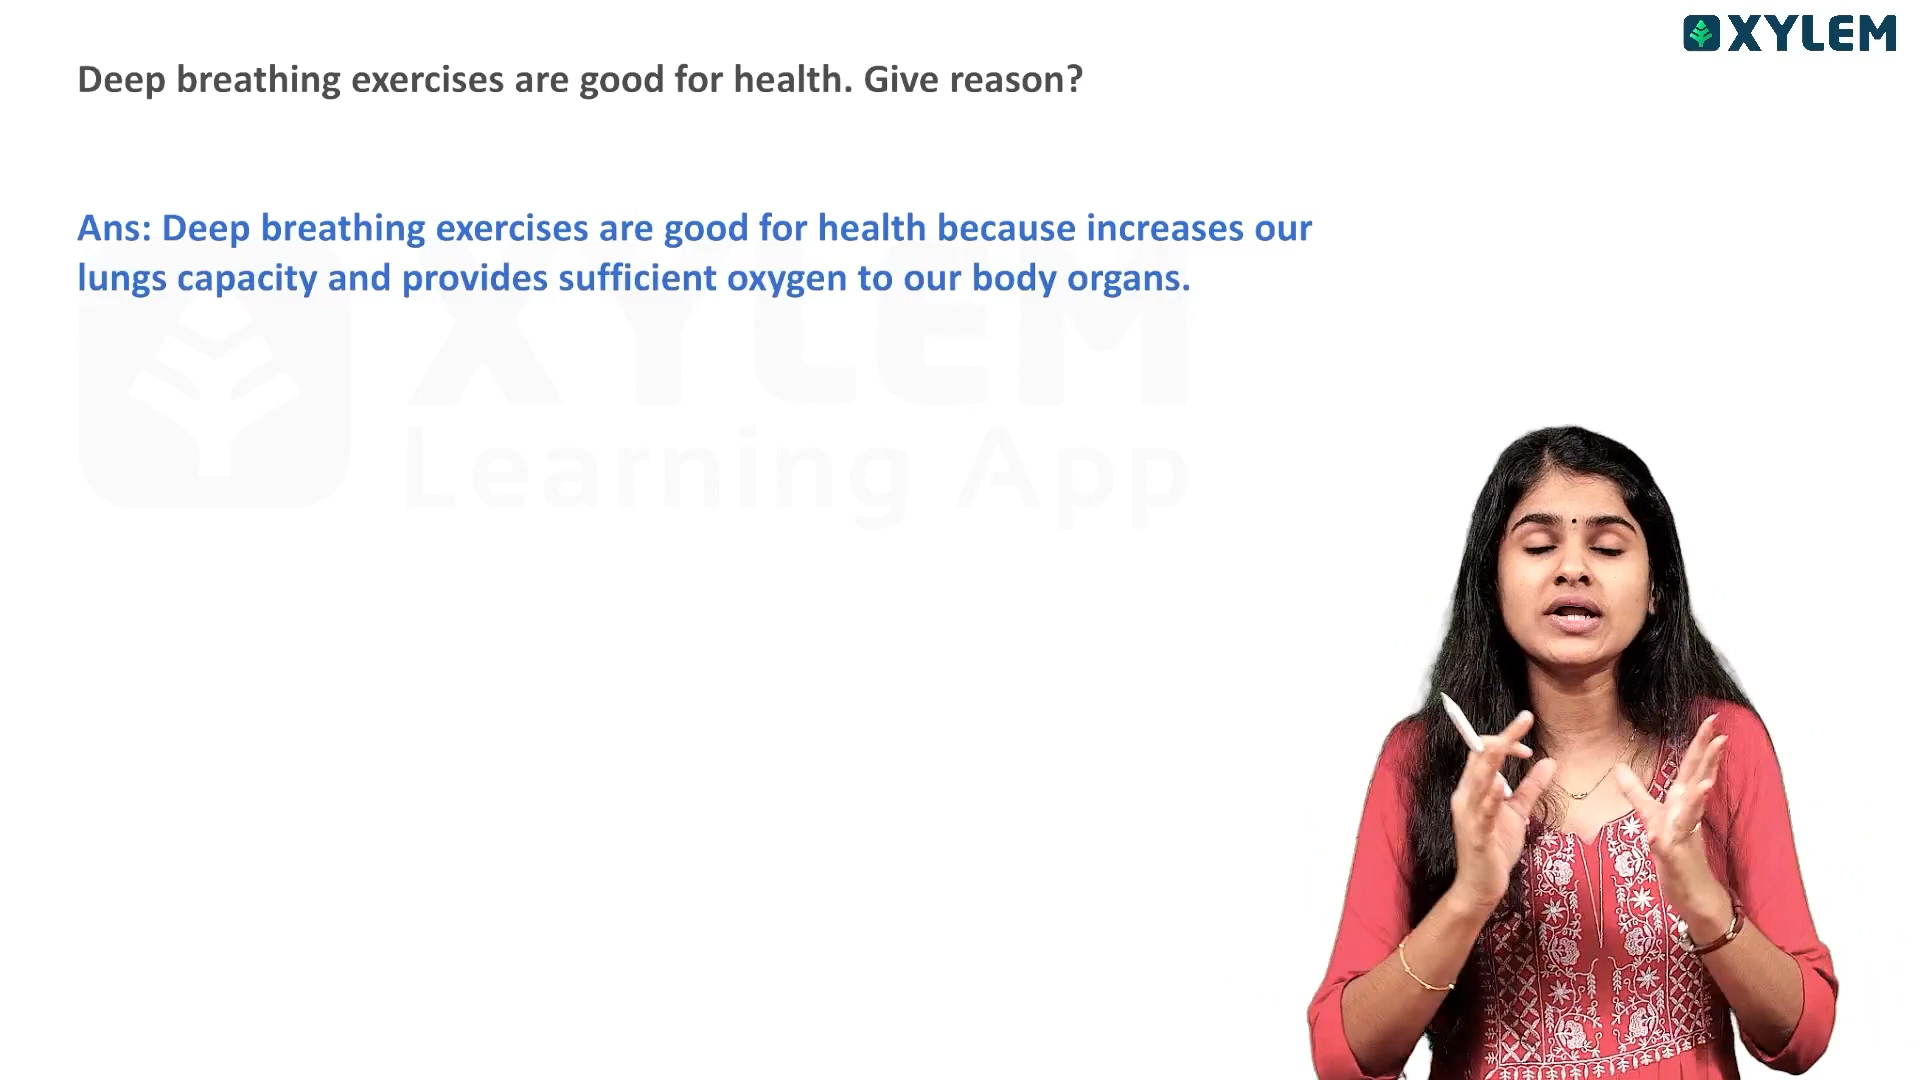 XYLEM
Deep breathing exercises are good for health. Give reason?
Ans: Deep breathing exercises are good for health because increases our
lungs capacity and provides sufficient oxygen to our body organs.
XYLEM
Learning App